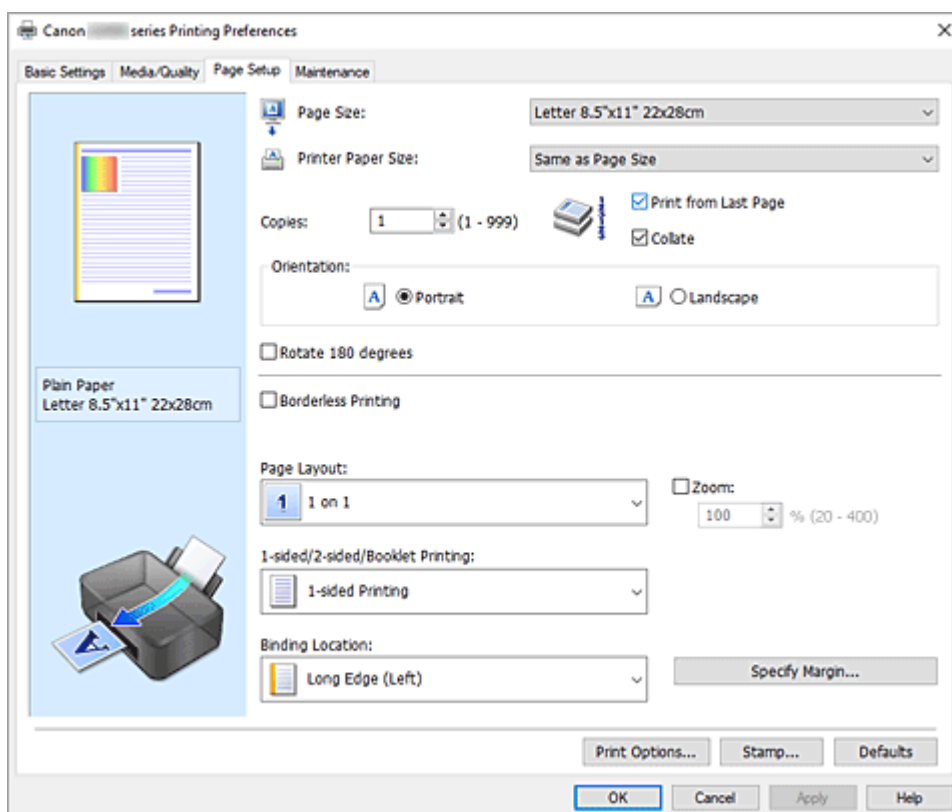 Canon series Printing Preferences
Basic Settings Media/Quality Page Setup Maintenance
Page Size: Letter 8.5"x11" 22x28cm
Printer Paper Size: Same as Page Size
Copies: 1 (1 - 999)
Print from Last Page
Collate
Orientation:
A Portrait A Landscape
Rotate 180 degrees
Plain Paper
Letter 8.5"x11" 22x28cm
Borderless Printing
Page Layout:
1 1 on 1
Zoom:
100 % (20 - 400)
1-sided/2-sided/Booklet Printing:
1-sided Printing
Binding Location:
Long Edge (Left)
Specify Margin...
Print Options... Stamp... Defaults
OK Cancel Apply Help